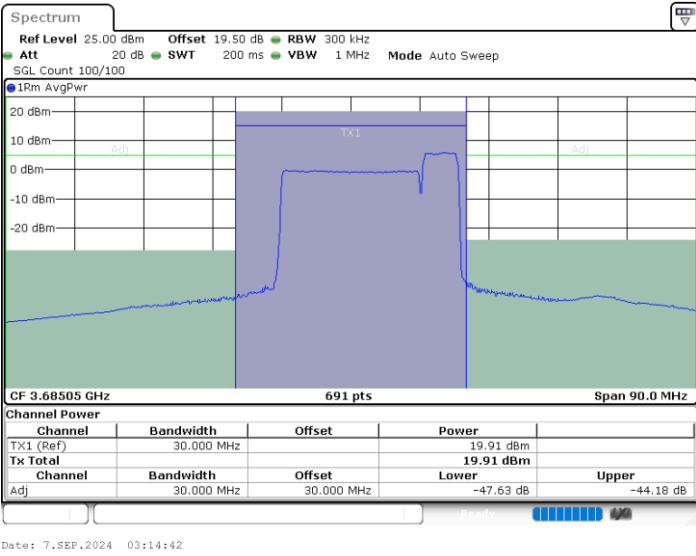 Spectrum
Ref Level 25.00 dBm Offset 19.50 dB RBW 300 kHz
Att 20 dB SWT 200 ms VBW 1 MHz Mode Auto Sweep
SGL Count 100/100
1Rm AvgPwr
20 dBm
TX1
10 dBm
Adj Adj
0 dBm
-10 dBm
-20 dBm
CF 3.68505 GHz 691 pts Span 90.0 MHz
Channel Power
Channel Bandwidth Offset Power
TX1 (Ref) 30.000 MHz 19.91 dBm
Tx Total 19.91 dBm
Channel Bandwidth Offset Lower Upper
Adj 30.000 MHz 30.000 MHz -47.63 dB -44.18 dB
Ready
Date: 7.SEP.2024 03:14:42